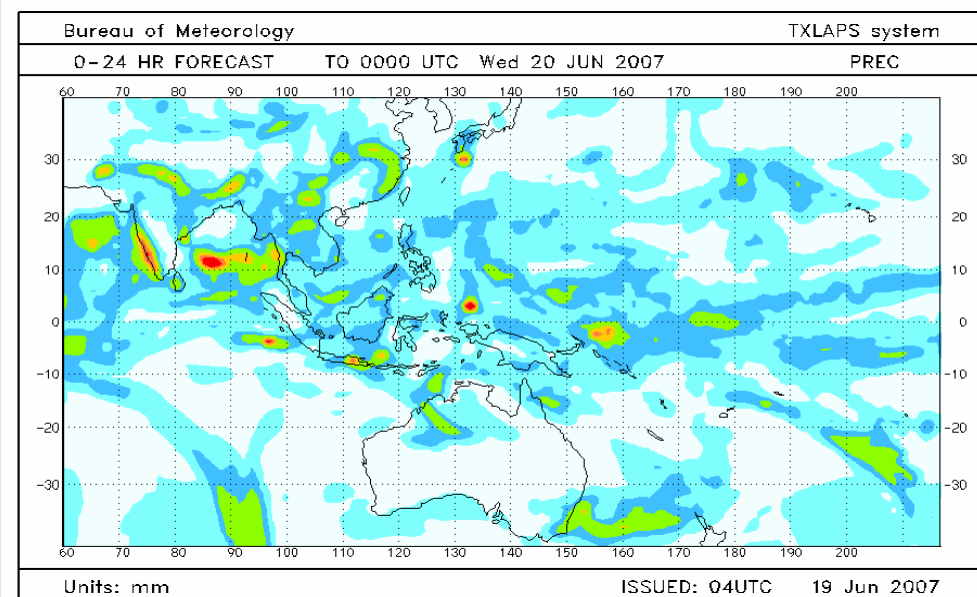 Bureau of Meteorology TXLAPS system
0-24 HR FORECAST TO 0000 UTC Wed 20 JUN 2007 PREC
60 70 80 90 100 110 120 130 140 150 160 170 180 190 200
30 30
20 20
10 10
0 0
-10 -10
-20 -20
-30 -30
60 70 80 90 100 110 120 130 140 150 160 170 180 190 200
Units: mm ISSUED: 04UTC 19 Jun 2007